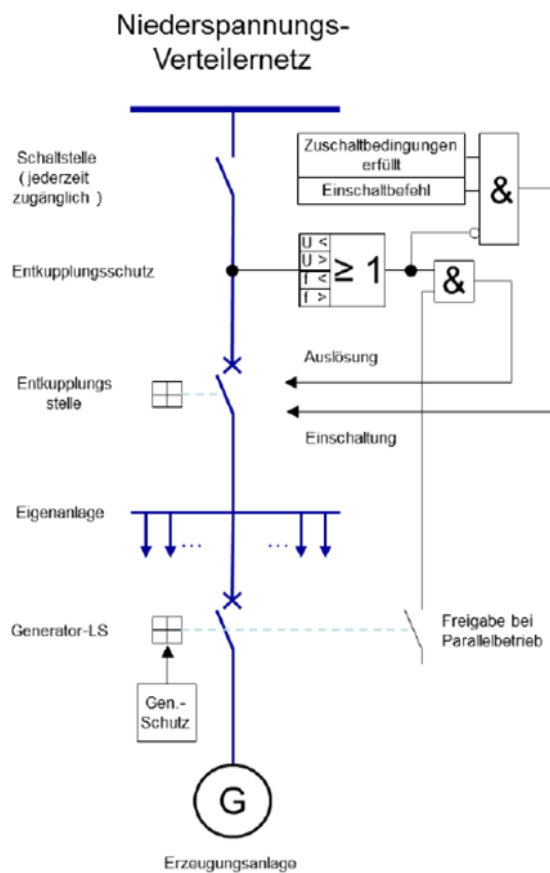 Niederspannungs-
Verteilernetz
Schaltstelle
( jederzeit
zugänglich )
Zuschaltbedingungen
erfüllt
Einschaltbefehl
&
Entkupplungsschutz
U <
U >
f <
f >
≥ 1
&
Auslösung
Entkupplungs
stelle
Einschaltung
Eigenanlage
... ...
Generator-LS
Freigabe bei
Parallelbetrieb
Gen.-
Schutz
G
Erzeugungsanlage